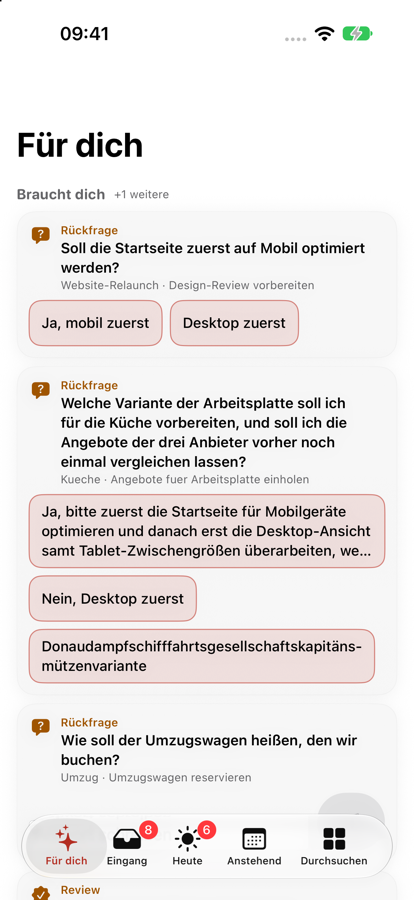 09:41
Für dich
Braucht dich +1 weitere
Rückfrage
Soll die Startseite zuerst auf Mobil optimiert
werden?
Website-Relaunch · Design-Review vorbereiten
Ja, mobil zuerst
Desktop zuerst
Rückfrage
Welche Variante der Arbeitsplatte soll ich
für die Küche vorbereiten, und soll ich die
Angebote der drei Anbieter vorher noch
einmal vergleichen lassen?
Kueche · Angebote fuer Arbeitsplatte einholen
Ja, bitte zuerst die Startseite für Mobilgeräte
optimieren und danach erst die Desktop-Ansicht
samt Tablet-Zwischengrößen überarbeiten, we...
Nein, Desktop zuerst
Donaudampfschifffahrtsgesellschaftskapitäns-
mützenvariante
Rückfrage
Wie soll der Umzugswagen heißen, den wir
buchen?
Umzug · Umzugswagen reservieren
8
6
Für dich
Eingang
Heute
Anstehend
Durchsuchen
Review